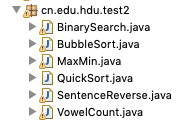 cn.edu.hdu.test2
BinarySearch.java
BubbleSort.java
MaxMin.java
QuickSort.java
SentenceReverse.java
VowelCount.java